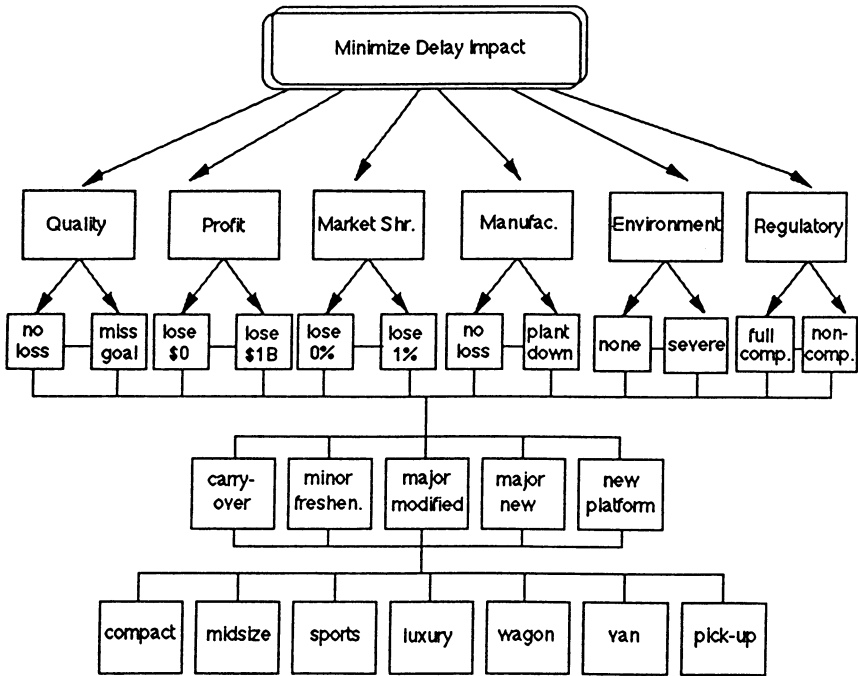 Minimize Delay Impact
Quality
Profit
Market Shr.
Manufac.
Environment
Regulatory
no
loss
miss
goal
lose
$0
lose
$1B
lose
0%
lose
1%
no
loss
plant
down
none
severe
full
comp.
non-
comp.
carry-
over
minor
freshen.
major
modified
major
new
new
platform
compact
midsize
sports
luxury
wagon
van
pick-up